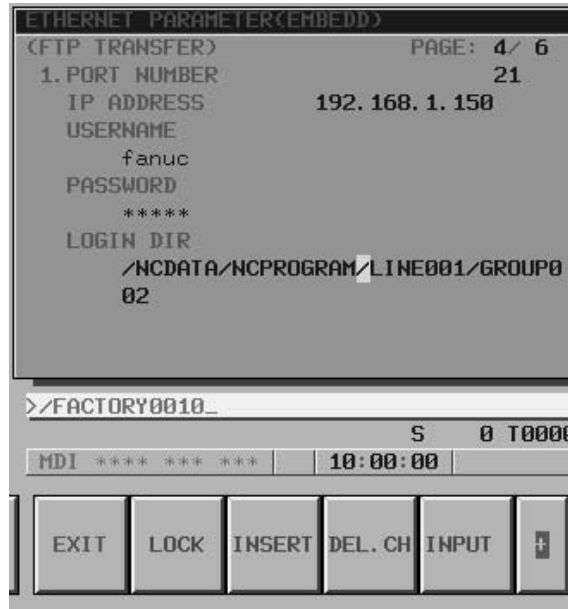 ETHERNET PARAMETER(EMBEDD)
(FTP TRANSFER) PAGE: 4/ 6
1.PORT NUMBER 21
IP ADDRESS 192.168.1.150
USERNAME
fanuc
PASSWORD
*****
LOGIN DIR
/NCDATA/NCPROGRAM/LINE001/GROUP0
02
>/FACTORY0010_
S 0 T0000
MDI **** *** *** 10:00:00
EXIT LOCK INSERT DEL.CH INPUT +